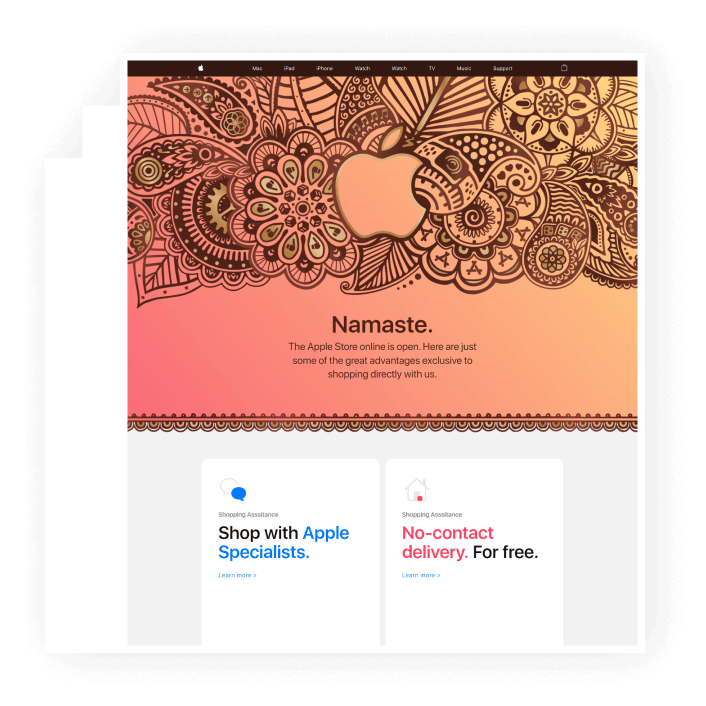 Mac iPad iPhone Watch Watch TV Music Support
Namaste.
The Apple Store online is open. Here are just
some of the great advantages exclusive to
shopping directly with us.
Shopping Asssitance
Shop with Apple
Specialists.
Learn more >
Shopping Asssitance
No-contact
delivery. For free.
Learn more >